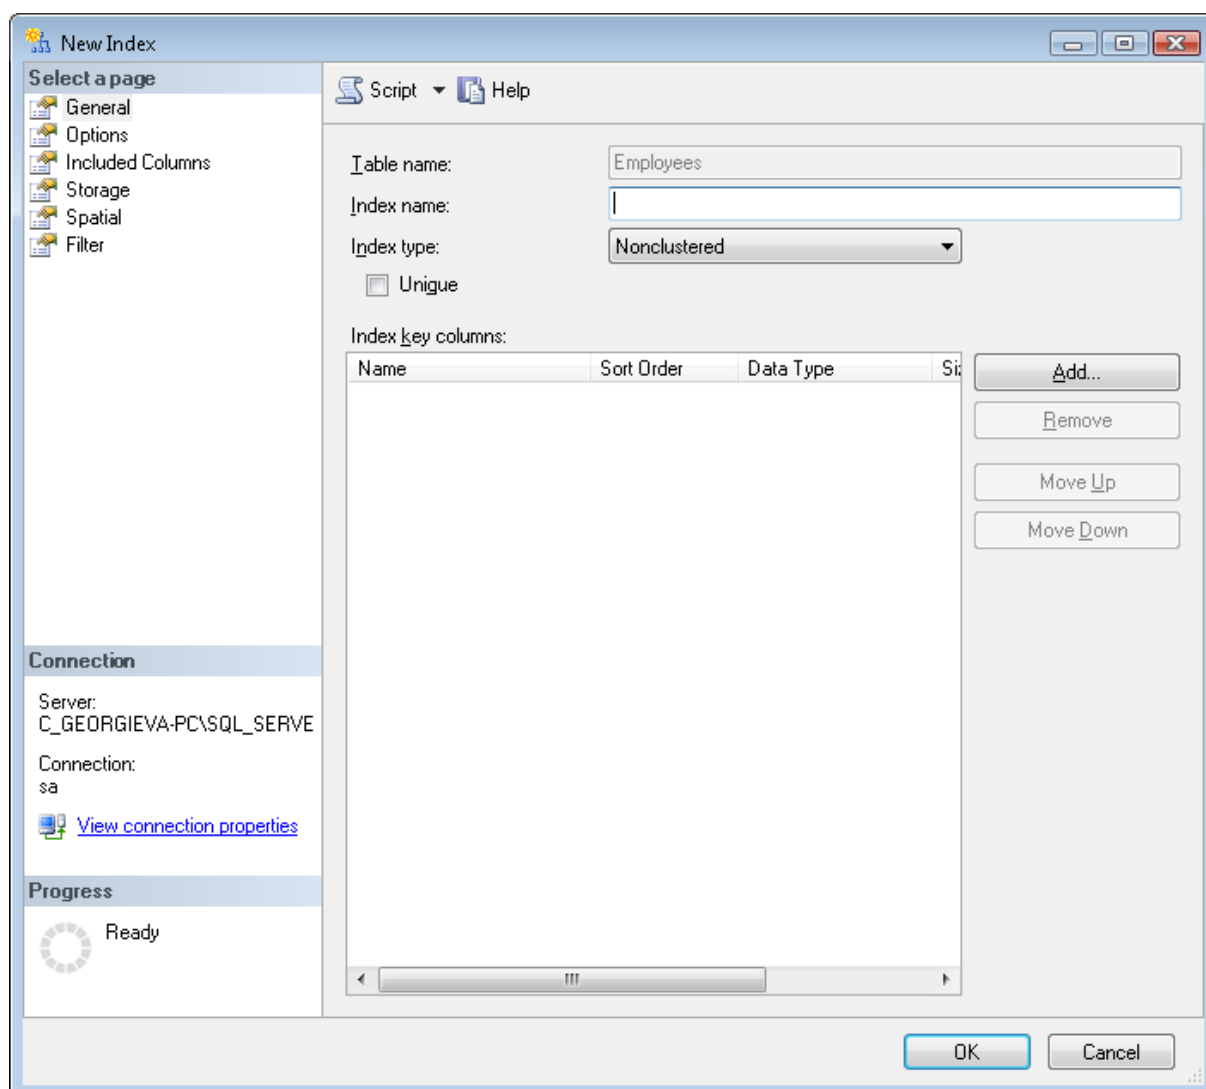 New Index
Select a page
General
Options
Included Columns
Storage
Spatial
Filter
Script
Help
Table name:
Employees
Index name:
Index type:
Nonclustered
Unique
Index key columns:
Name
Sort Order
Data Type
Siz
Add...
Remove
Move Up
Move Down
Connection
Server:
C_GEORGIEVA-PC\SQL_SERVE
Connection:
sa
View connection properties
Progress
Ready
OK
Cancel